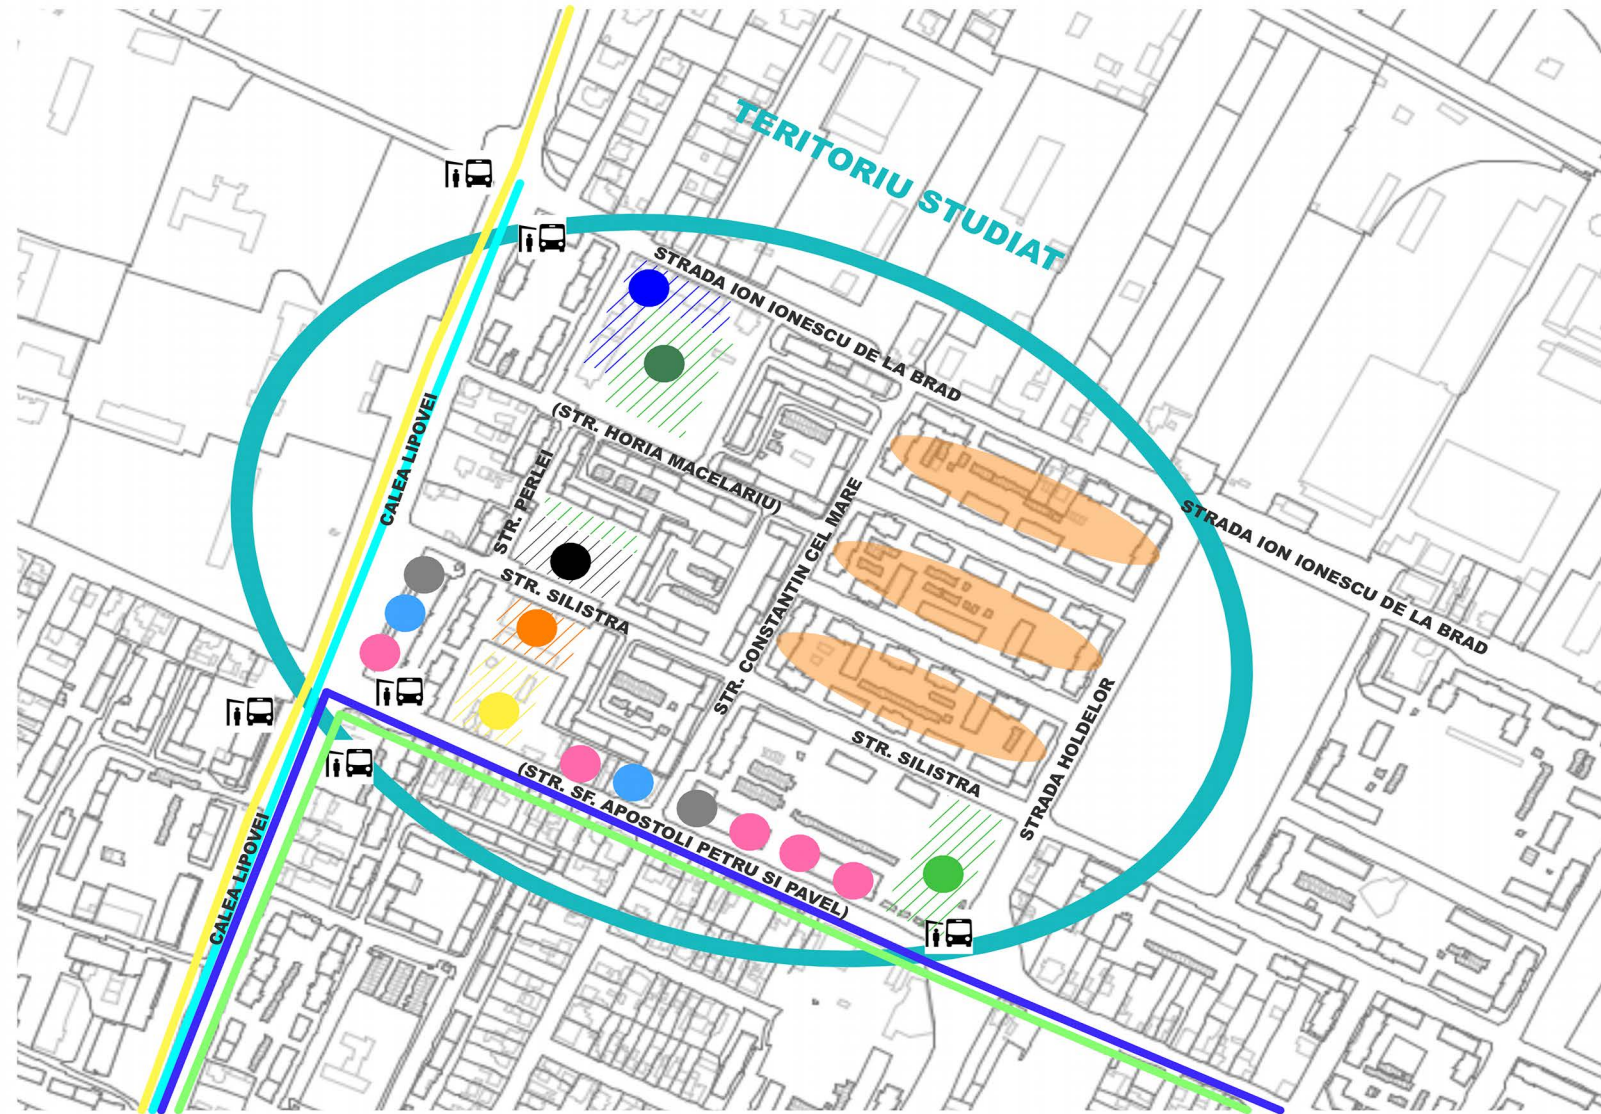 TERITORIU STUDIAT
STRADA ION IONESCU DE LA BRAD
CALEA LIPOVEI
(STR. HORIA MACELARIU)
STR. PERLEI
STR. CONSTANTIN CEL MARE
STRADA ION IONESCU DE LA BRAD
STR. SILISTRA
STR. SILISTRA
STRADA HOLDELOR
(STR. SF. APOSTOLI PETRU SI PAVEL)
CALEA LIPOVEI